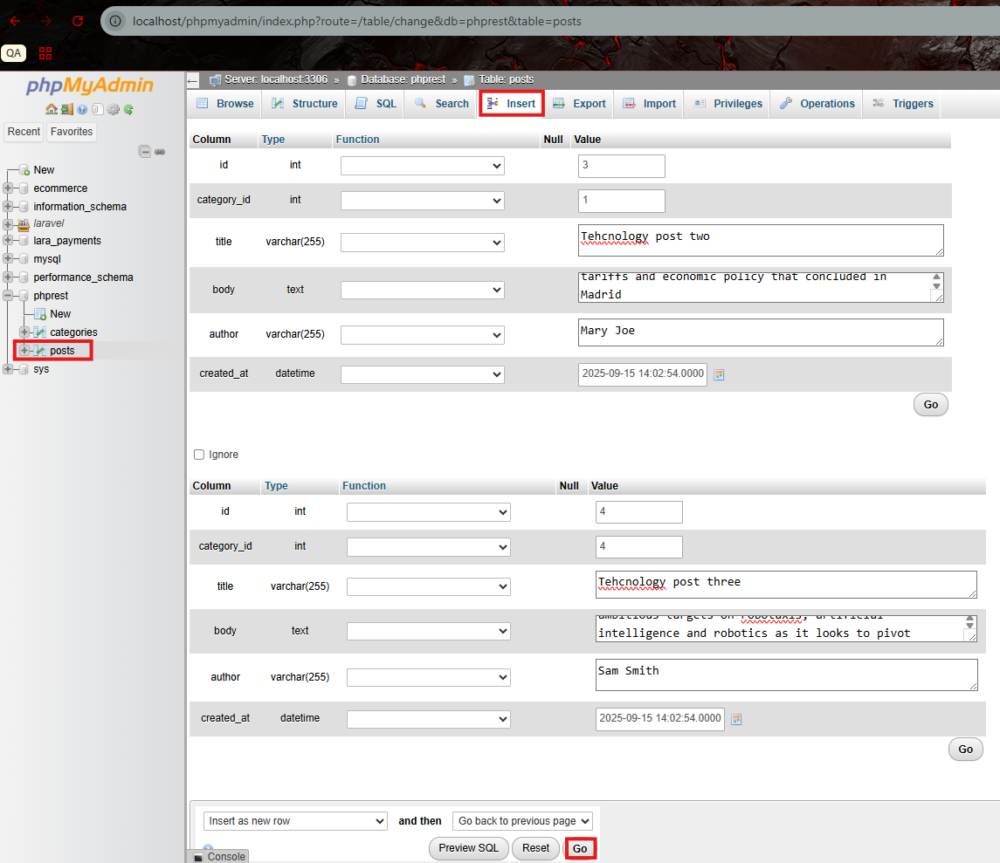 localhost/phpmyadmin/index.php?route=/table/change&db=phprest&table=posts
QA
phpMyAdmin
Recent Favorites
New
ecommerce
information_schema
laravel
lara_payments
mysql
performance_schema
phprest
New
categories
posts
sys
Server: localhost:3306 » Database: phprest » Table: posts
Browse Structure SQL Search Insert Export Import Privileges Operations Triggers
Column Type Function Null Value
id int 3
category_id int 1
title varchar(255) Tehcnology post two
body text tariffs and economic policy that concluded in
Madrid
author varchar(255) Mary Joe
created_at datetime 2025-09-15 14:02:54.0000
Go
Ignore
Column Type Function Null Value
id int 4
category_id int 4
title varchar(255) Tehcnology post three
ambitious targets on robotaxis, artificial
body text intelligence and robotics as it looks to pivot
author varchar(255) Sam Smith
created_at datetime 2025-09-15 14:02:54.0000
Go
Insert as new row and then Go back to previous page
Preview SQL Reset Go
Console